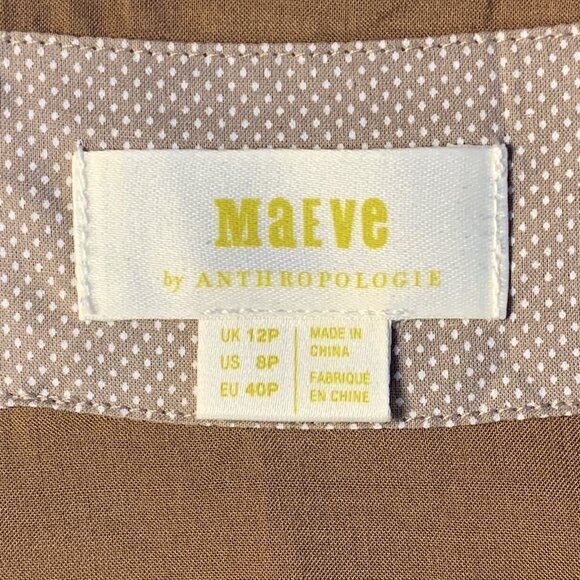 MaEve
by ANTHROPOLOGIE
UK 12P
US 8P
EU 40P
MADE IN
CHINA
FABRIQUÉ
EN CHINE